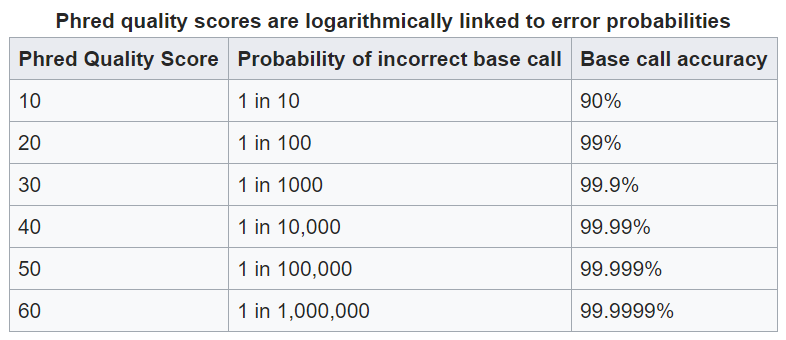 Phred quality scores are logarithmically linked to error probabilities
Phred Quality Score Probability of incorrect base call Base call accuracy
10 1 in 10 90%
20 1 in 100 99%
30 1 in 1000 99.9%
40 1 in 10,000 99.99%
50 1 in 100,000 99.999%
60 1 in 1,000,000 99.9999%